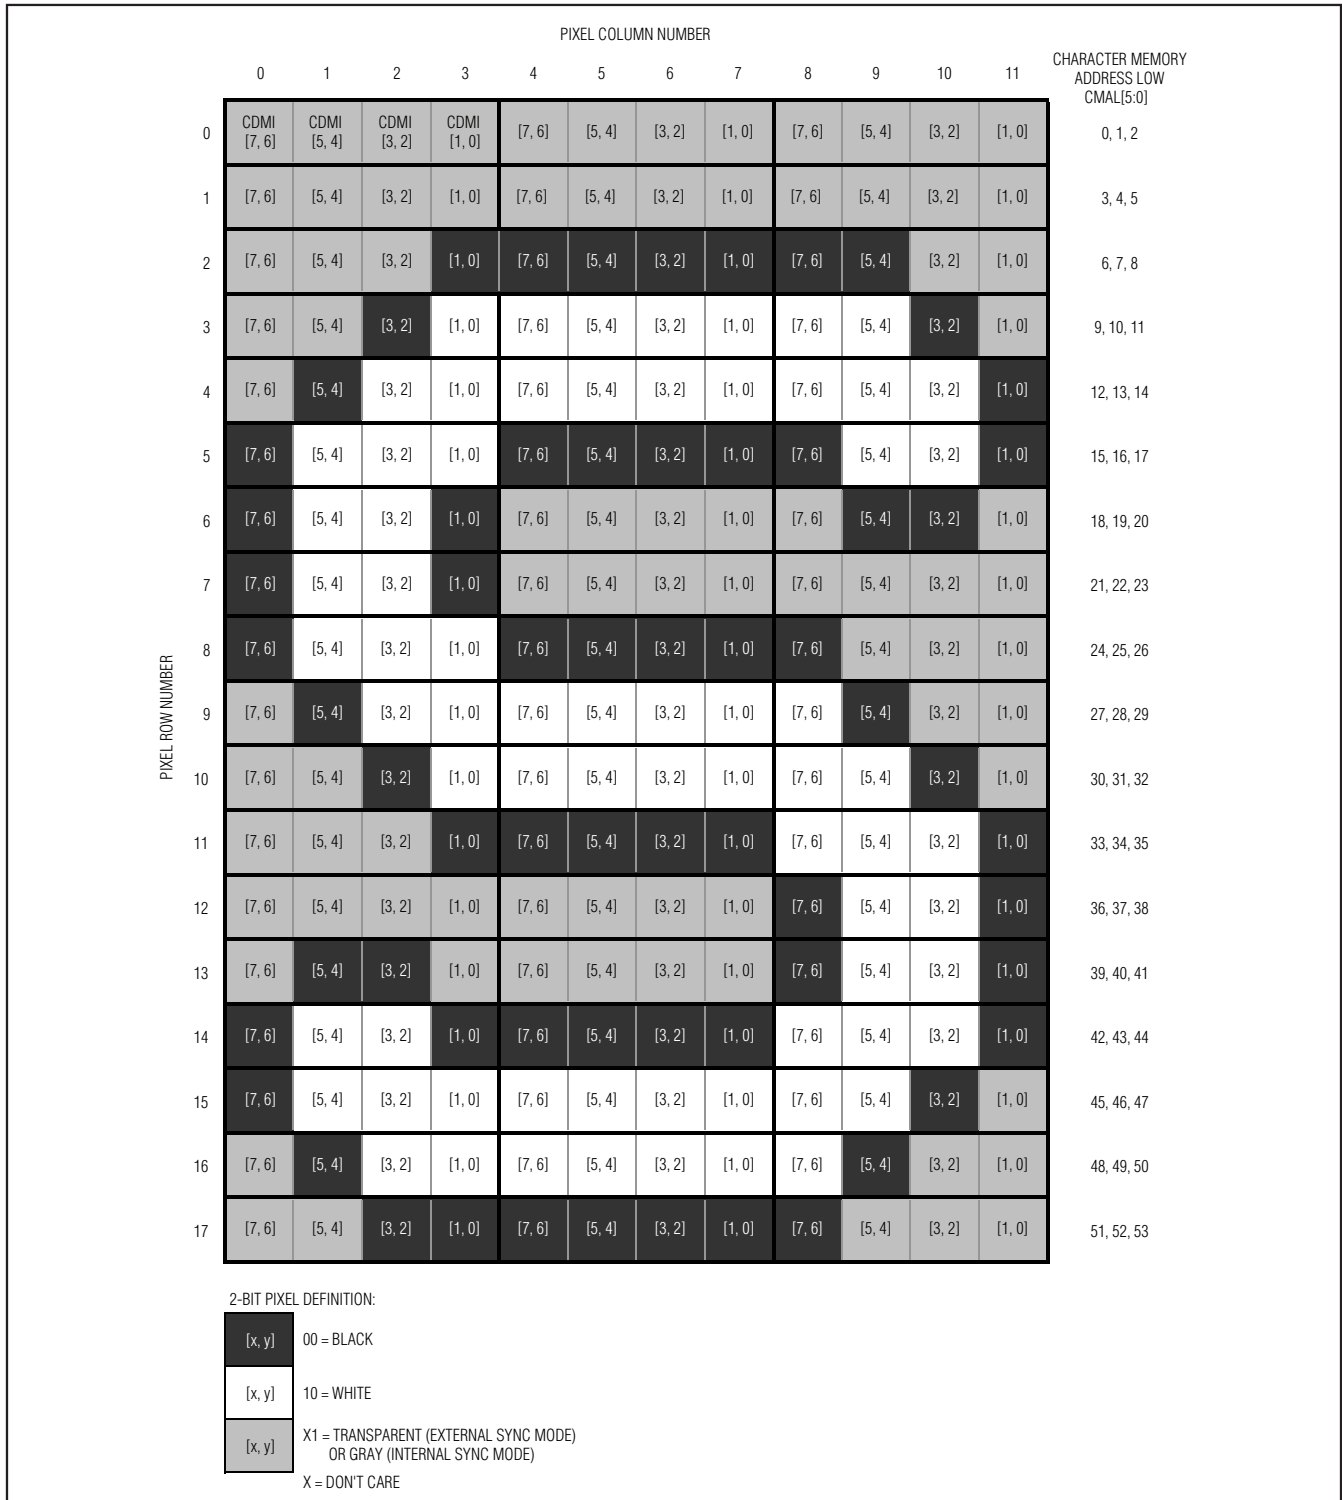 PIXEL COLUMN NUMBER
0 1 2 3 4 5 6 7 8 9 10 11
CHARACTER MEMORY
ADDRESS LOW
CMAL[5:0]
0 CDMI [7, 6] CDMI [5, 4] CDMI [3, 2] CDMI [1, 0] [7, 6] [5, 4] [3, 2] [1, 0] [7, 6] [5, 4] [3, 2] [1, 0] 0, 1, 2
1 [7, 6] [5, 4] [3, 2] [1, 0] [7, 6] [5, 4] [3, 2] [1, 0] [7, 6] [5, 4] [3, 2] [1, 0] 3, 4, 5
2 [7, 6] [5, 4] [3, 2] [1, 0] [7, 6] [5, 4] [3, 2] [1, 0] [7, 6] [5, 4] [3, 2] [1, 0] 6, 7, 8
3 [7, 6] [5, 4] [3, 2] [1, 0] [7, 6] [5, 4] [3, 2] [1, 0] [7, 6] [5, 4] [3, 2] [1, 0] 9, 10, 11
4 [7, 6] [5, 4] [3, 2] [1, 0] [7, 6] [5, 4] [3, 2] [1, 0] [7, 6] [5, 4] [3, 2] [1, 0] 12, 13, 14
5 [7, 6] [5, 4] [3, 2] [1, 0] [7, 6] [5, 4] [3, 2] [1, 0] [7, 6] [5, 4] [3, 2] [1, 0] 15, 16, 17
6 [7, 6] [5, 4] [3, 2] [1, 0] [7, 6] [5, 4] [3, 2] [1, 0] [7, 6] [5, 4] [3, 2] [1, 0] 18, 19, 20
7 [7, 6] [5, 4] [3, 2] [1, 0] [7, 6] [5, 4] [3, 2] [1, 0] [7, 6] [5, 4] [3, 2] [1, 0] 21, 22, 23
8 [7, 6] [5, 4] [3, 2] [1, 0] [7, 6] [5, 4] [3, 2] [1, 0] [7, 6] [5, 4] [3, 2] [1, 0] 24, 25, 26
PIXEL ROW NUMBER
9 [7, 6] [5, 4] [3, 2] [1, 0] [7, 6] [5, 4] [3, 2] [1, 0] [7, 6] [5, 4] [3, 2] [1, 0] 27, 28, 29
10 [7, 6] [5, 4] [3, 2] [1, 0] [7, 6] [5, 4] [3, 2] [1, 0] [7, 6] [5, 4] [3, 2] [1, 0] 30, 31, 32
11 [7, 6] [5, 4] [3, 2] [1, 0] [7, 6] [5, 4] [3, 2] [1, 0] [7, 6] [5, 4] [3, 2] [1, 0] 33, 34, 35
12 [7, 6] [5, 4] [3, 2] [1, 0] [7, 6] [5, 4] [3, 2] [1, 0] [7, 6] [5, 4] [3, 2] [1, 0] 36, 37, 38
13 [7, 6] [5, 4] [3, 2] [1, 0] [7, 6] [5, 4] [3, 2] [1, 0] [7, 6] [5, 4] [3, 2] [1, 0] 39, 40, 41
14 [7, 6] [5, 4] [3, 2] [1, 0] [7, 6] [5, 4] [3, 2] [1, 0] [7, 6] [5, 4] [3, 2] [1, 0] 42, 43, 44
15 [7, 6] [5, 4] [3, 2] [1, 0] [7, 6] [5, 4] [3, 2] [1, 0] [7, 6] [5, 4] [3, 2] [1, 0] 45, 46, 47
16 [7, 6] [5, 4] [3, 2] [1, 0] [7, 6] [5, 4] [3, 2] [1, 0] [7, 6] [5, 4] [3, 2] [1, 0] 48, 49, 50
17 [7, 6] [5, 4] [3, 2] [1, 0] [7, 6] [5, 4] [3, 2] [1, 0] [7, 6] [5, 4] [3, 2] [1, 0] 51, 52, 53
2-BIT PIXEL DEFINITION:
[x, y] 00 = BLACK
[x, y] 10 = WHITE
[x, y] X1 = TRANSPARENT (EXTERNAL SYNC MODE)
OR GRAY (INTERNAL SYNC MODE)
X = DON'T CARE